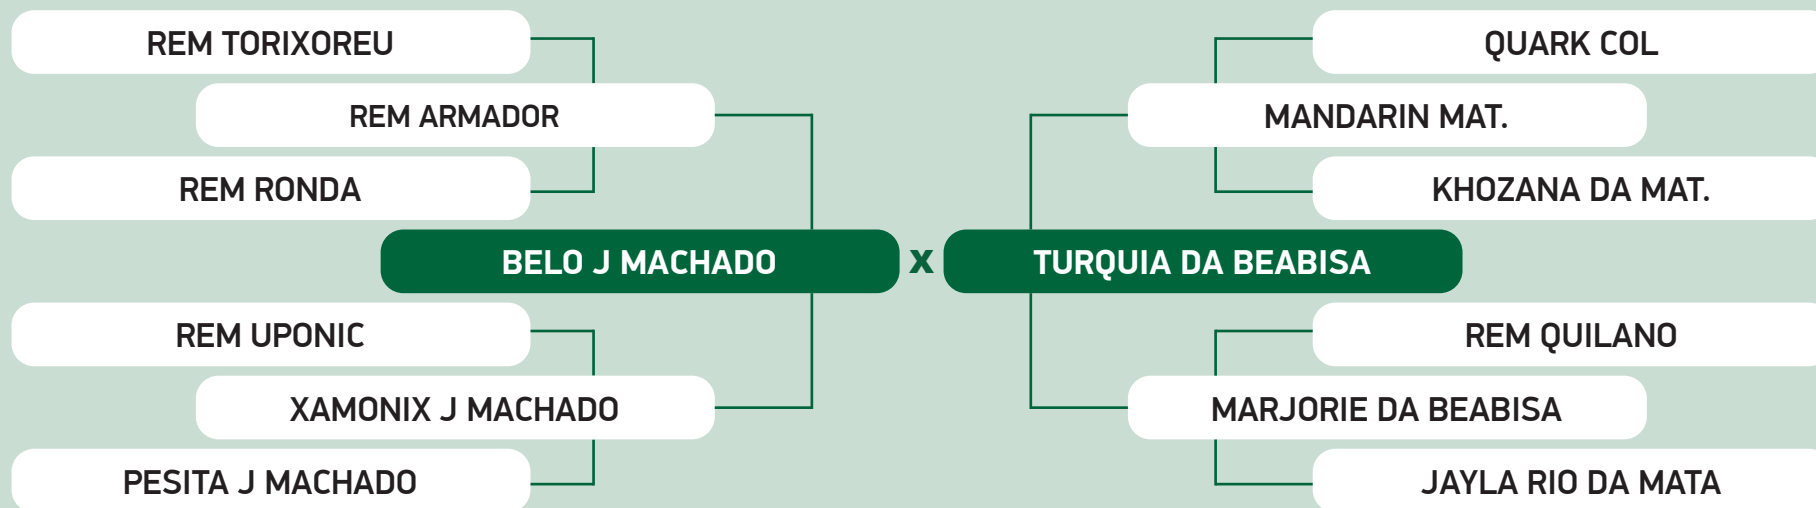 REM TORIXOREU
QUARK COL
REM ARMADOR
MANDARIN MAT.
REM RONDA
KHOZANA DA MAT.
BELO J MACHADO
X
TURQUIA DA BEABISA
REM UPONIC
REM QUILANO
XAMONIX J MACHADO
MARJORIE DA BEABISA
PESITA J MACHADO
JAYLA RIO DA MATA